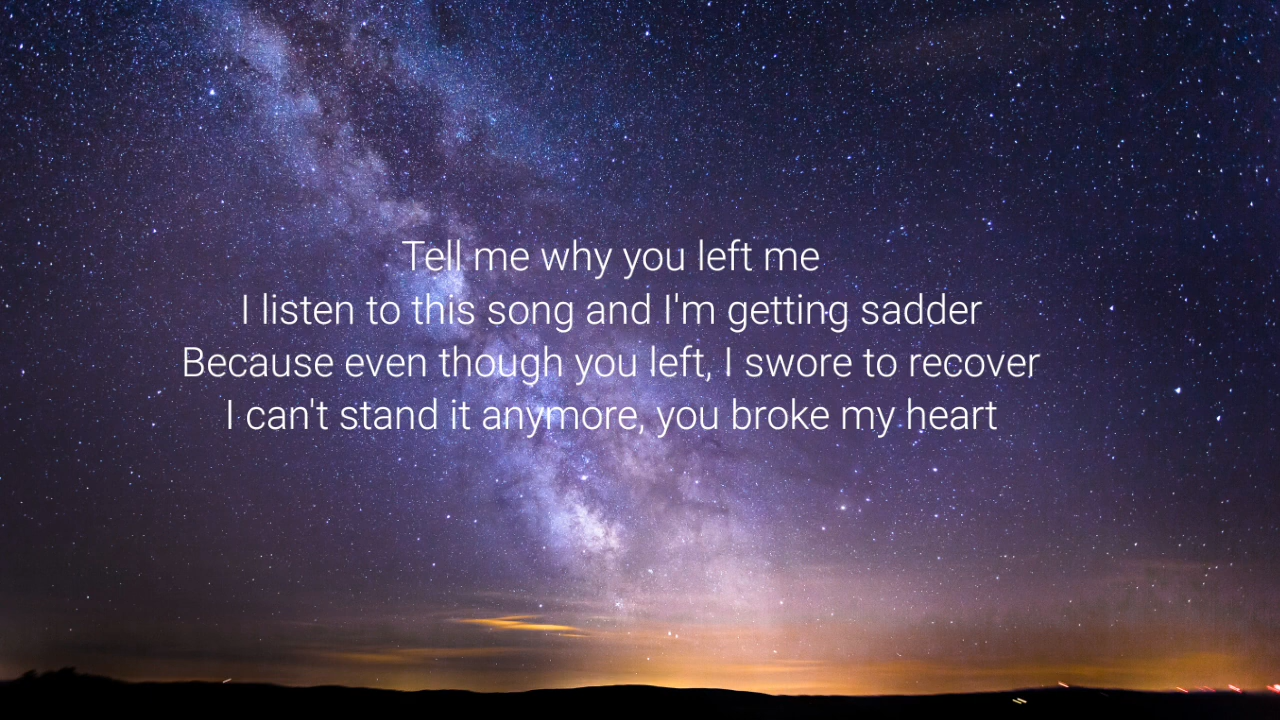 Tell me why you left me
I listen to this song and I'm getting sadder
Because even though you left, I swore to recover
I can't stand it anymore, you broke my heart